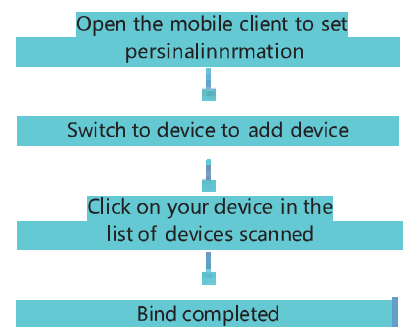 Open the mobile client to set
persinalinnrmation
Switch to device to add device
Click on your device in the
list of devices scanned
Bind completed